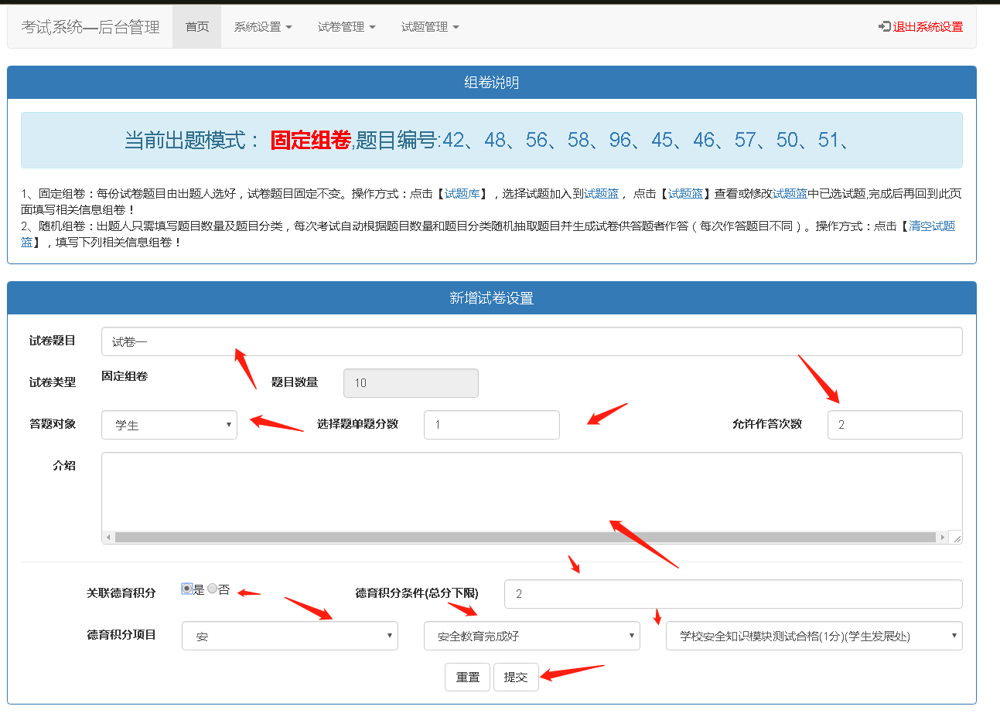 考试系统—后台管理 首页 系统设置 试卷管理 试题管理 退出系统设置
组卷说明
当前出题模式： 固定组卷,题目编号:42、48、56、58、96、45、46、57、50、51、
1、固定组卷：每份试卷题目由出题人选好，试卷题目固定不变。操作方式：点击【试题库】，选择试题加入到试题篮， 点击【试题篮】查看或修改试题篮中已选试题,完成后再回到此页
面填写相关信息组卷！
2、随机组卷：出题人只需填写题目数量及题目分类，每次考试自动根据题目数量和题目分类随机抽取题目并生成试卷供答题者作答（每次作答题目不同）。操作方式：点击【清空试题
篮】，填写下列相关信息组卷！
新增试卷设置
试卷题目 试卷一
试卷类型 固定组卷 题目数量 10
答题对象 学生 选择题单题分数 1 允许作答次数 2
介绍
关联德育积分 是 否 德育积分条件(总分下限) 2
德育积分项目 安 安全教育完成好 学校安全知识模块测试合格(1分)(学生发展处)
重置 提交